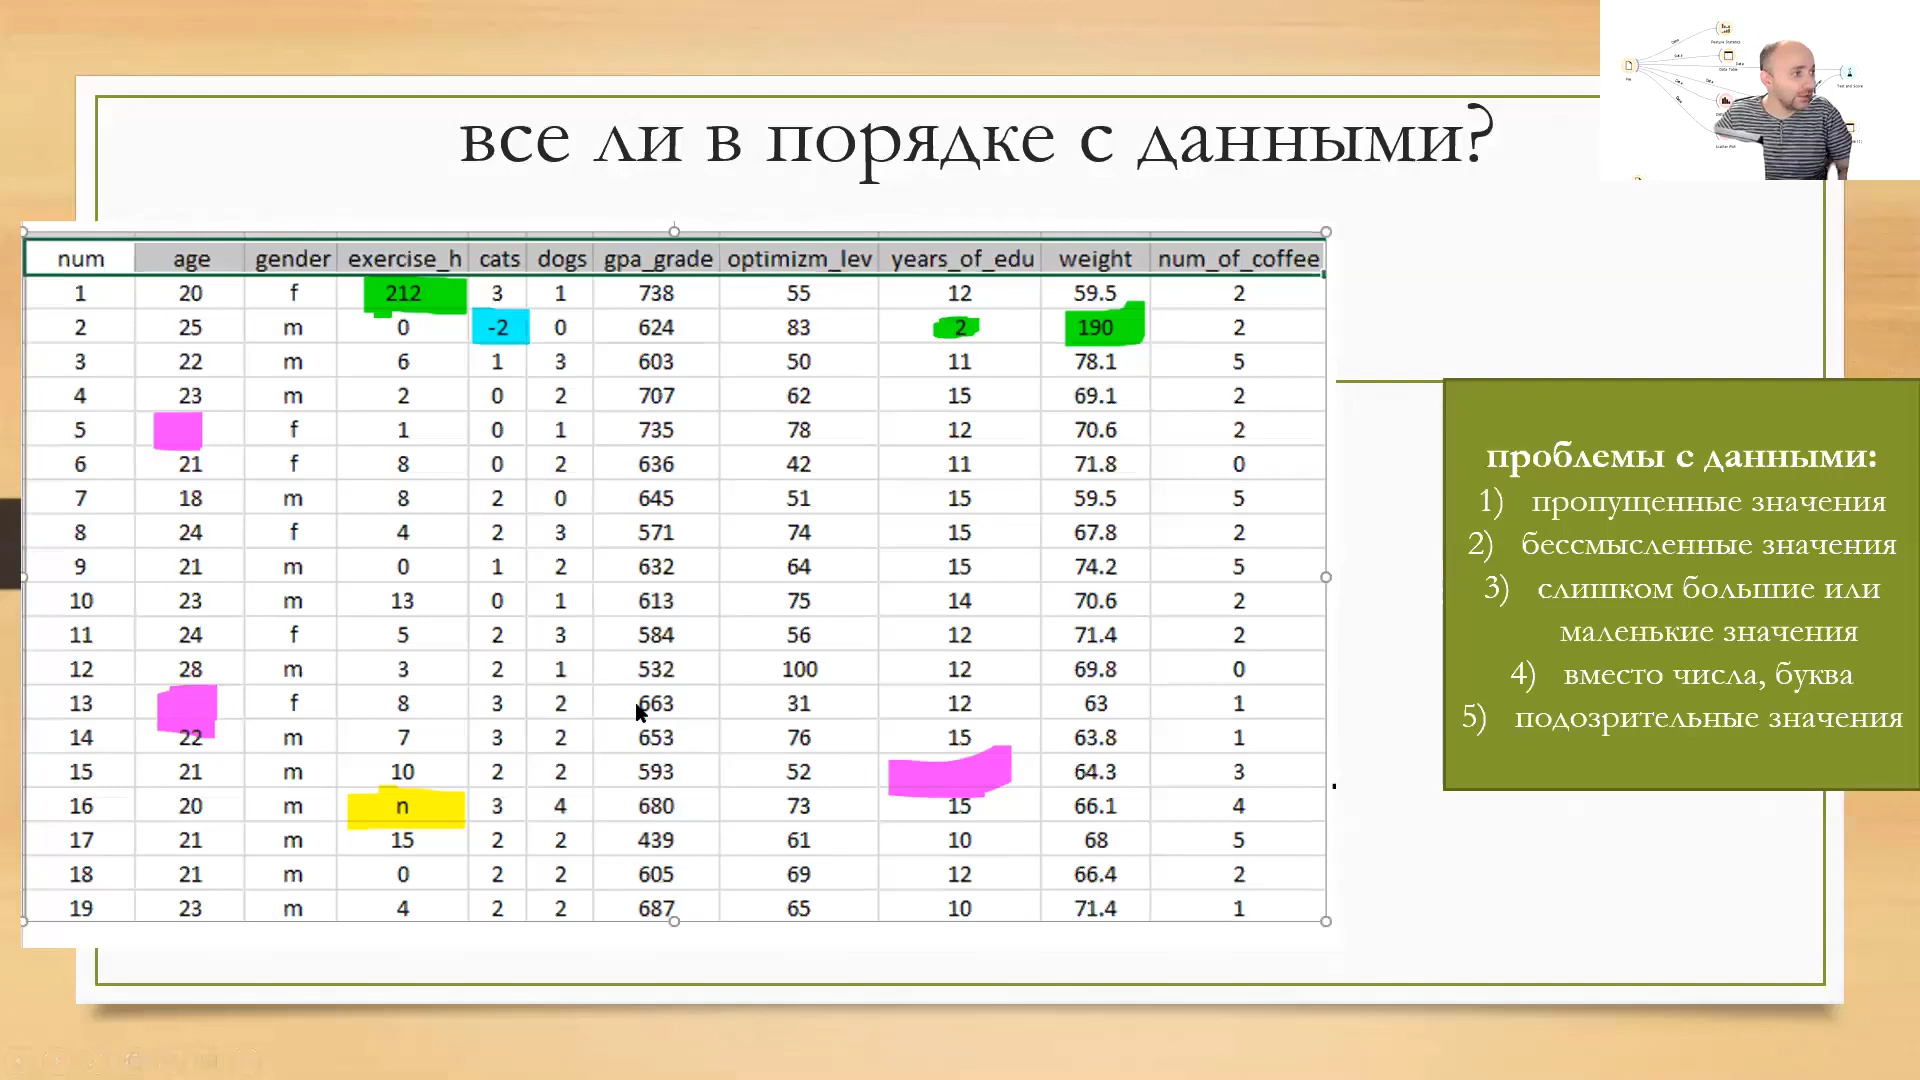 все ли в порядке с данными?
num age gender exercise_h cats dogs gpa_grade optimizm_lev years_of_edu weight num_of_coffee
1 20 f 212 3 1 738 55 12 59.5 2
2 25 m 0 -2 0 624 83 2 190 2
3 22 m 6 1 3 603 50 11 78.1 5
4 23 m 2 0 2 707 62 15 69.1 2
5 f 1 0 1 735 78 12 70.6 2
6 21 f 8 0 2 636 42 11 71.8 0
7 18 m 8 2 0 645 51 15 59.5 5
8 24 f 4 2 3 571 74 15 67.8 2
9 21 m 0 1 2 632 64 15 74.2 5
10 23 m 13 0 1 613 75 14 70.6 2
11 24 f 5 2 3 584 56 12 71.4 2
12 28 m 3 2 1 532 100 12 69.8 0
13 f 8 3 2 663 31 12 63 1
14 22 m 7 3 2 653 76 15 63.8 1
15 21 m 10 2 2 593 52 64.3 3
16 20 m n 3 4 680 73 15 66.1 4
17 21 m 15 2 2 439 61 10 68 5
18 21 m 0 2 2 605 69 12 66.4 2
19 23 m 4 2 2 687 65 10 71.4 1
проблемы с данными:
1) пропущенные значения
2) бессмысленные значения
3) слишком большие или
маленькие значения
4) вместо числа, буква
5) подозрительные значения
Feature Statistics
Data Table
Test and Score
Scatter Plot